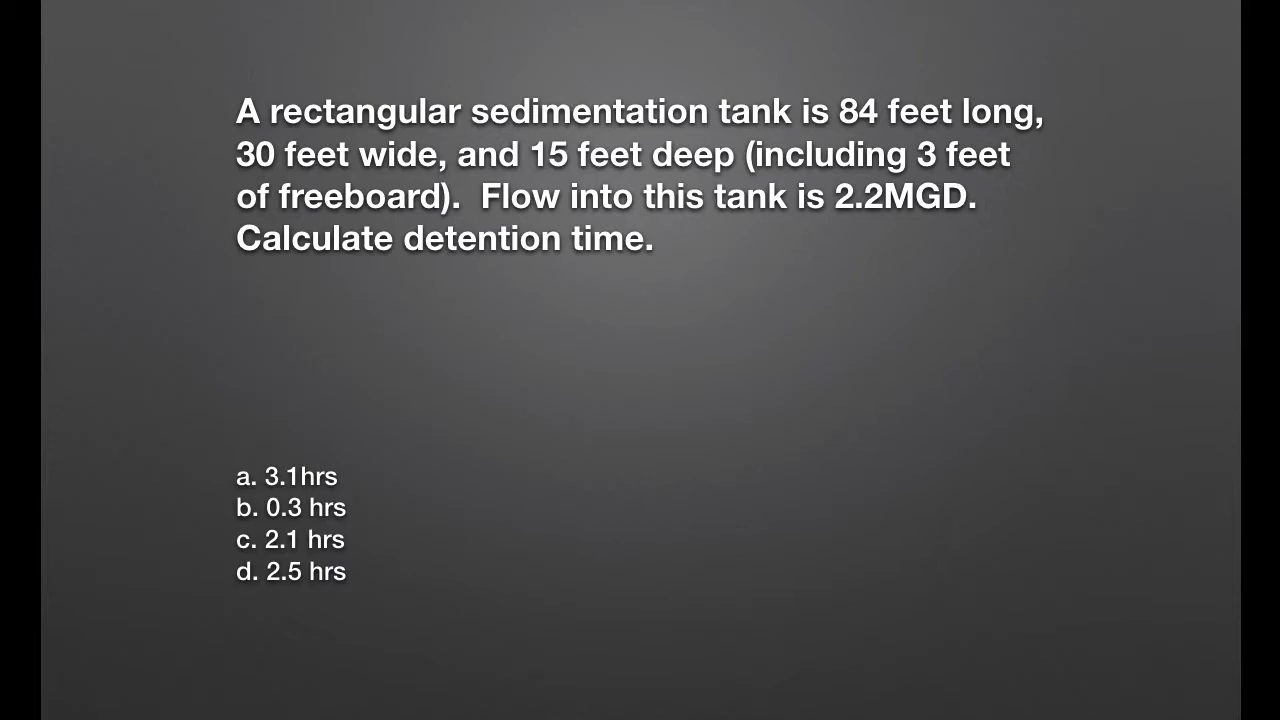 A rectangular sedimentation tank is 84 feet long,
30 feet wide, and 15 feet deep (including 3 feet
of freeboard).  Flow into this tank is 2.2MGD.
Calculate detention time.
a. 3.1hrs
b. 0.3 hrs
c. 2.1 hrs
d. 2.5 hrs